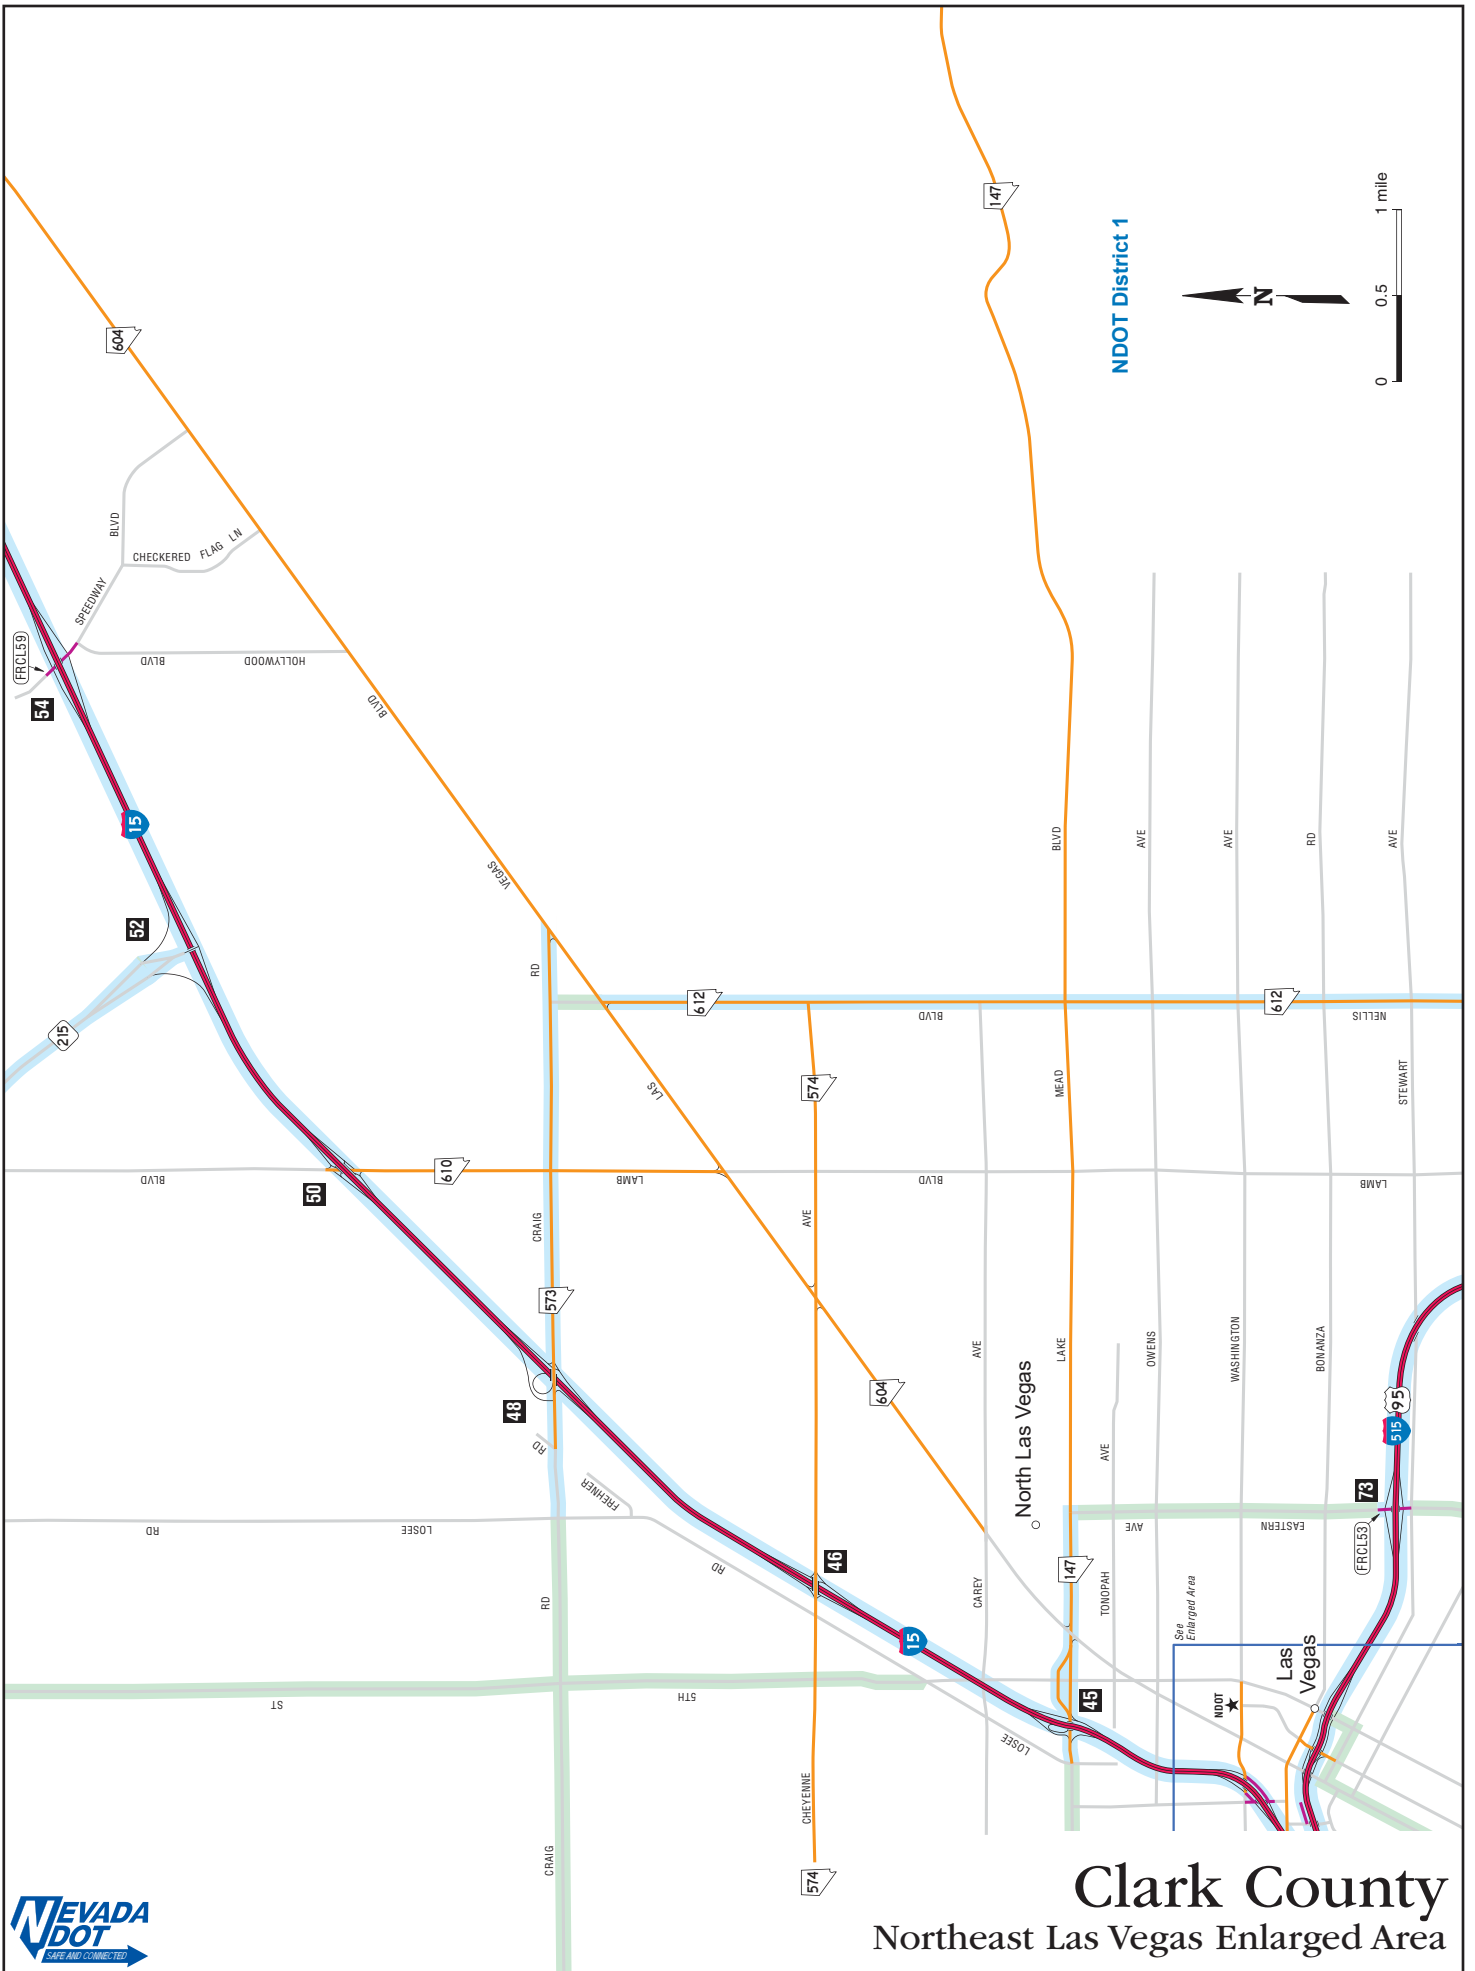 604
147
NDOT District 1
N
0
0.5
1 mile
BLVD
CHECKERED
FLAG
LN
SPEEDWAY
FRCL59
BLVD
HOLLYWOOD
54
BLVD
15
52
215
VEGAS
RD
612
BLVD
612
NELLIS
BLVD
AVE
AVE
RD
AVE
LAS
574
MEAD
STEWART
BLVD
50
610
LAMB
BLVD
LAMB
CRAIG
AVE
573
48
RD
FREHNER
604
AVE
LAKE
OWENS
WASHINGTON
BONANZA
North Las Vegas
AVE
95
515
73
FRCL53
RD
LOSEE
RD
RD
46
15
CAREY
147
TONOPAH
AVE
EASTERN
See
Enlarged Area
Las
Vegas
NDOT
ST
5TH
45
LOSEE
CHEYENNE
CRAIG
574
NEVADA
DOT
SAFE AND CONNECTED
Clark County
Northeast Las Vegas Enlarged Area